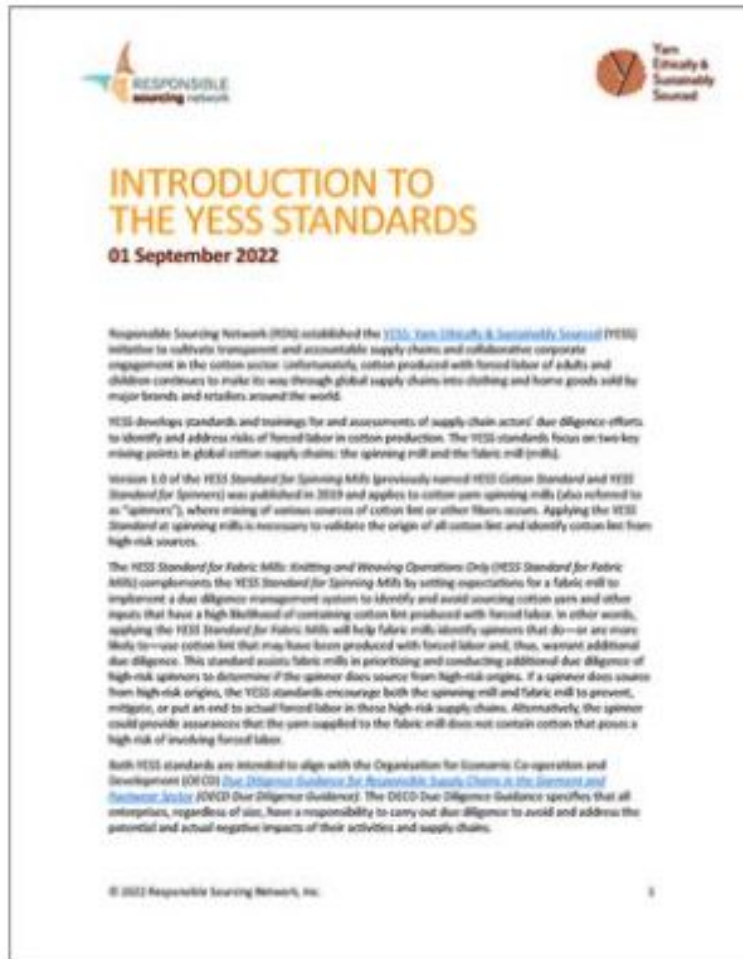 RESPONSIBLE
sourcing network
Yarn
Ethically &
Sustainably
Sourced
INTRODUCTION TO
THE YESS STANDARDS
01 September 2022
Responsible Sourcing Network (RSN) established the YESS: Yarn Ethically & Sustainably Sourced (YESS)
initiative to cultivate transparent and accountable supply chains and collaborative corporate
engagement in the cotton sector. Unfortunately, cotton produced with forced labor of adults and
children continues to make its way through global supply chains into clothing and home goods sold by
major brands and retailers around the world.
YESS develops standards and trainings for and assessments of supply chain actors' due diligence efforts
to identify and address risks of forced labor in cotton production. The YESS standards focus on two key
mixing points in global cotton supply chains: the spinning mill and the fabric mill (mills).
Version 1.0 of the YESS Standard for Spinning Mills (previously named YESS Cotton Standard and YESS
Standard for Spinners) was published in 2019 and applies to cotton yarn spinning mills (also referred to
as "spinners"), where mixing of various sources of cotton lint or other fibers occurs. Applying the YESS
Standard at spinning mills is necessary to validate the origin of all cotton lint and identify cotton lint from
high-risk sources.
The YESS Standard for Fabric Mills: Knitting and Weaving Operations Only (YESS Standard for Fabric
Mills) complements the YESS Standard for Spinning Mills by setting expectations for a fabric mill to
implement a due diligence management system to identify and avoid sourcing cotton yarn and other
inputs that have a high likelihood of containing cotton lint produced with forced labor. In other words,
applying the YESS Standard for Fabric Mills will help fabric mills identify spinners that do—or are more
likely to—use cotton lint that may have been produced with forced labor and, thus, warrant additional
due diligence. This standard assists fabric mills in prioritizing and conducting additional due diligence of
high-risk spinners to determine if the spinner does source from high-risk origins. If a spinner does source
from high-risk origins, the YESS standards encourage both the spinning mill and fabric mill to prevent,
mitigate, or put an end to actual forced labor in these high-risk supply chains. Alternatively, the spinner
could provide assurances that the yarn supplied to the fabric mill does not contain cotton that poses a
high risk of involving forced labor.
Both YESS standards are intended to align with the Organisation for Economic Co-operation and
Development (OECD) Due Diligence Guidance for Responsible Supply Chains in the Garment and
Footwear Sector (OECD Due Diligence Guidance). The OECD Due Diligence Guidance specifies that all
enterprises, regardless of size, have a responsibility to carry out due diligence to avoid and address the
potential and actual negative impacts of their activities and supply chains.
© 2022 Responsible Sourcing Network, Inc.